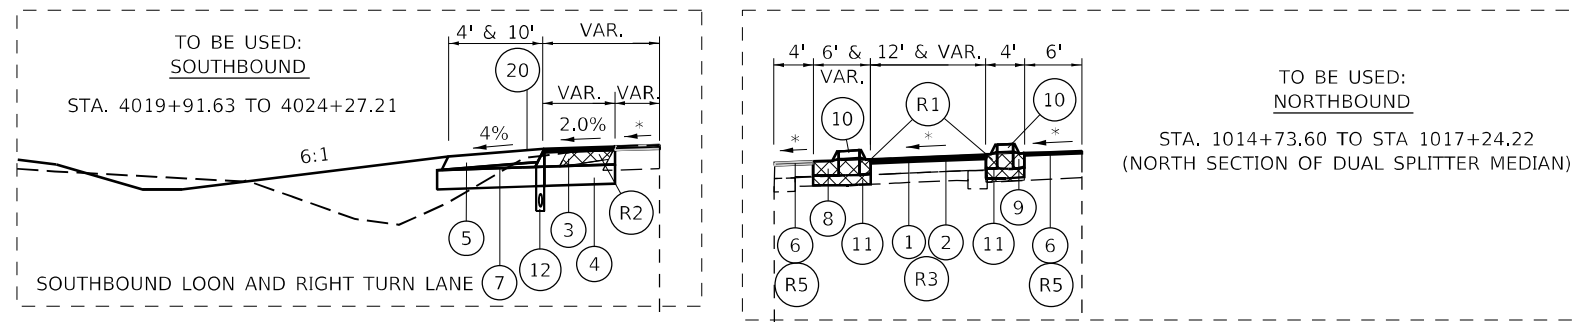 TO BE USED:
SOUTHBOUND
STA. 4019+91.63 TO 4024+27.21
4' & 10'
VAR.
20
VAR.
VAR.
4%
2.0%
*
6:1
5
7
12
3
4
R2
SOUTHBOUND LOON AND RIGHT TURN LANE
4'
6' &
VAR.
12' & VAR.
4'
6'
10
R1
10
*
*
*
8
11
1
2
11
9
6
R5
R3
6
R5
TO BE USED:
NORTHBOUND
STA. 1014+73.60 TO STA 1017+24.22
(NORTH SECTION OF DUAL SPLITTER MEDIAN)